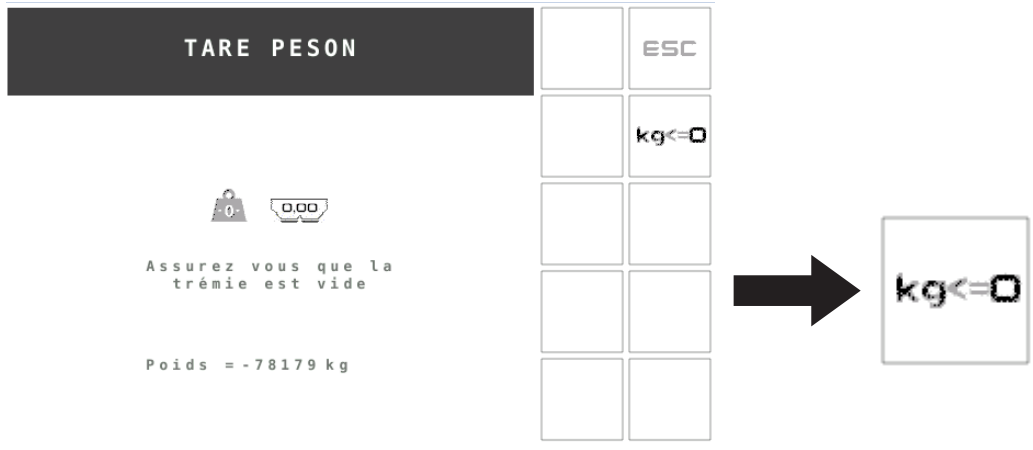 TARE PESON
ESC
kg<=0
-0-
0,00
Assurez vous que la
trémie est vide
Poids =-78179 kg
kg<=0